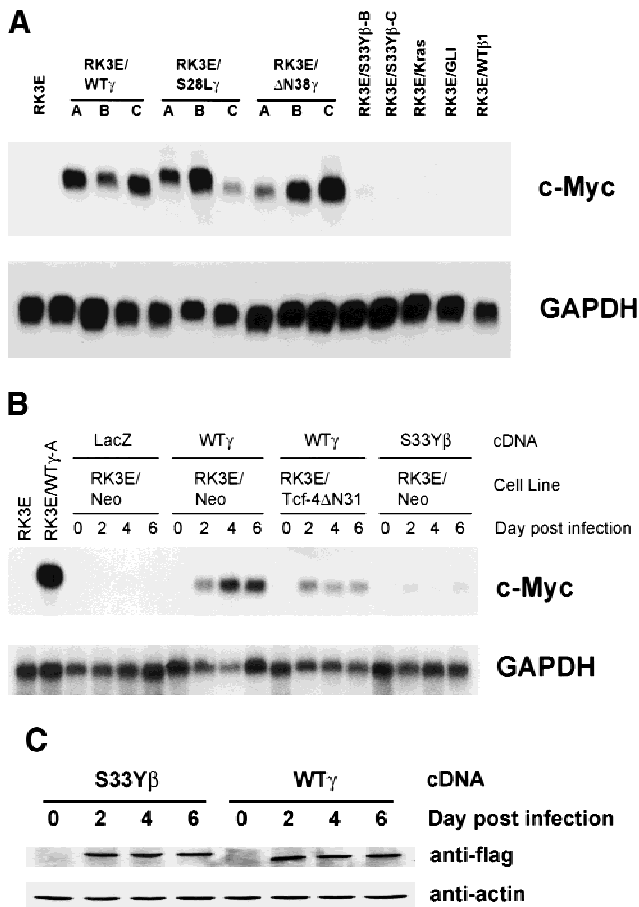 A
RK3E
RK3E/
WTγ
RK3E/
S28Lγ
RK3E/
ΔN38γ
RK3E/S33Yβ-B
RK3E/S33Yβ-C
RK3E/Kras
RK3E/GLI
RK3E/WTβ1
A B C A B C A B C
c-Myc
GAPDH
B
RK3E
RK3E/WTγ-A
LacZ WTγ WTγ S33Yβ cDNA
RK3E/
Neo
RK3E/
Neo
RK3E/
Tcf-4ΔN31
RK3E/
Neo
Cell Line
0 2 4 6 0 2 4 6 0 2 4 6 0 2 4 6 Day post infection
c-Myc
GAPDH
C
S33Yβ WTγ cDNA
0 2 4 6 0 2 4 6 Day post infection
anti-flag
anti-actin